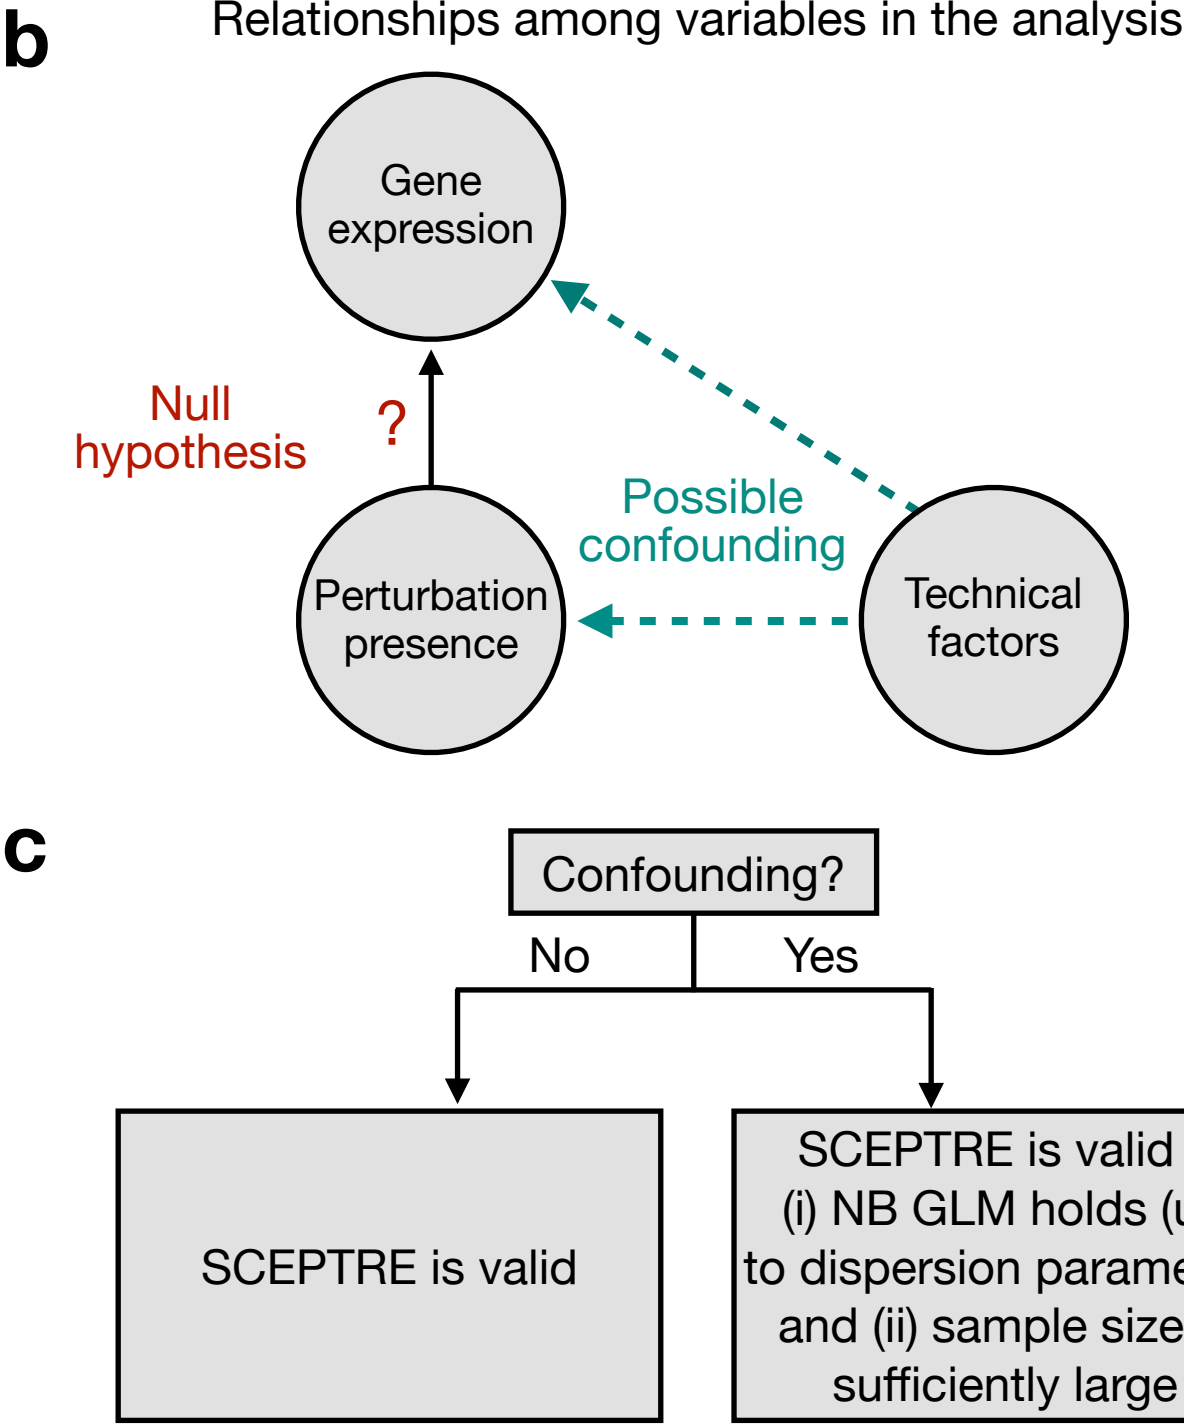 b
Relationships among variables in the analysis
Gene
expression
Null
hypothesis
?
Possible
confounding
Perturbation
presence
Technical
factors
c
Confounding?
No
Yes
SCEPTRE is valid
SCEPTRE is valid
(i) NB GLM holds
to dispersion
and (ii) sample size
sufficiently large